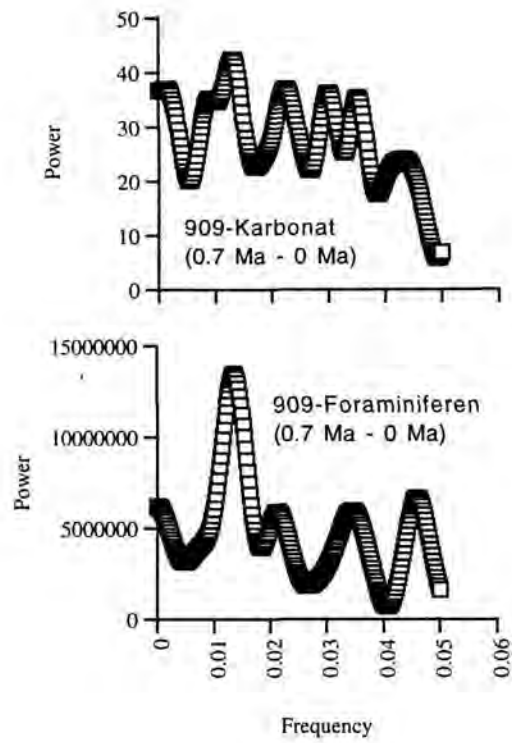 50
40
30
20
10
0
Power
909-Karbonat
(0.7 Ma - 0 Ma)
15000000
10000000
5000000
0
Power
909-Foraminiferen
(0.7 Ma - 0 Ma)
0
0.01
0.02
0.03
0.04
0.05
0.06
Frequency